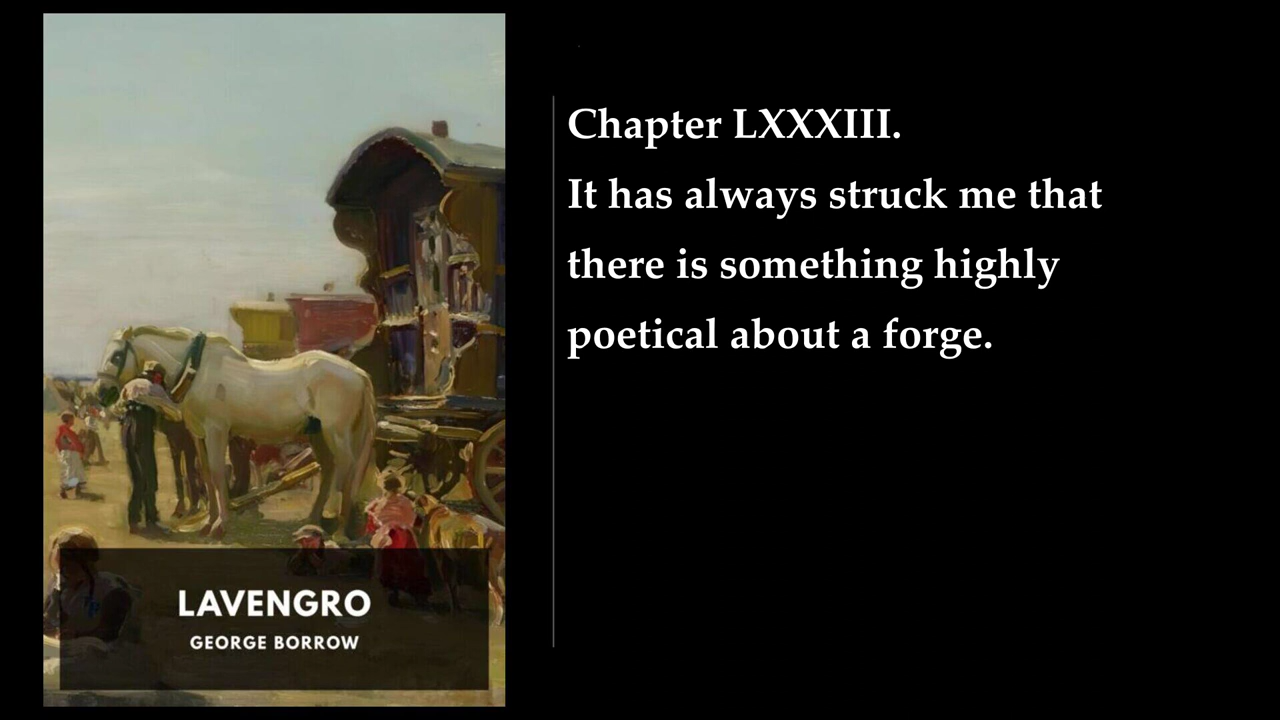 LAVENGRO
GEORGE BORROW
Chapter LXXXIII.
It has always struck me that
there is something highly
poetical about a forge.